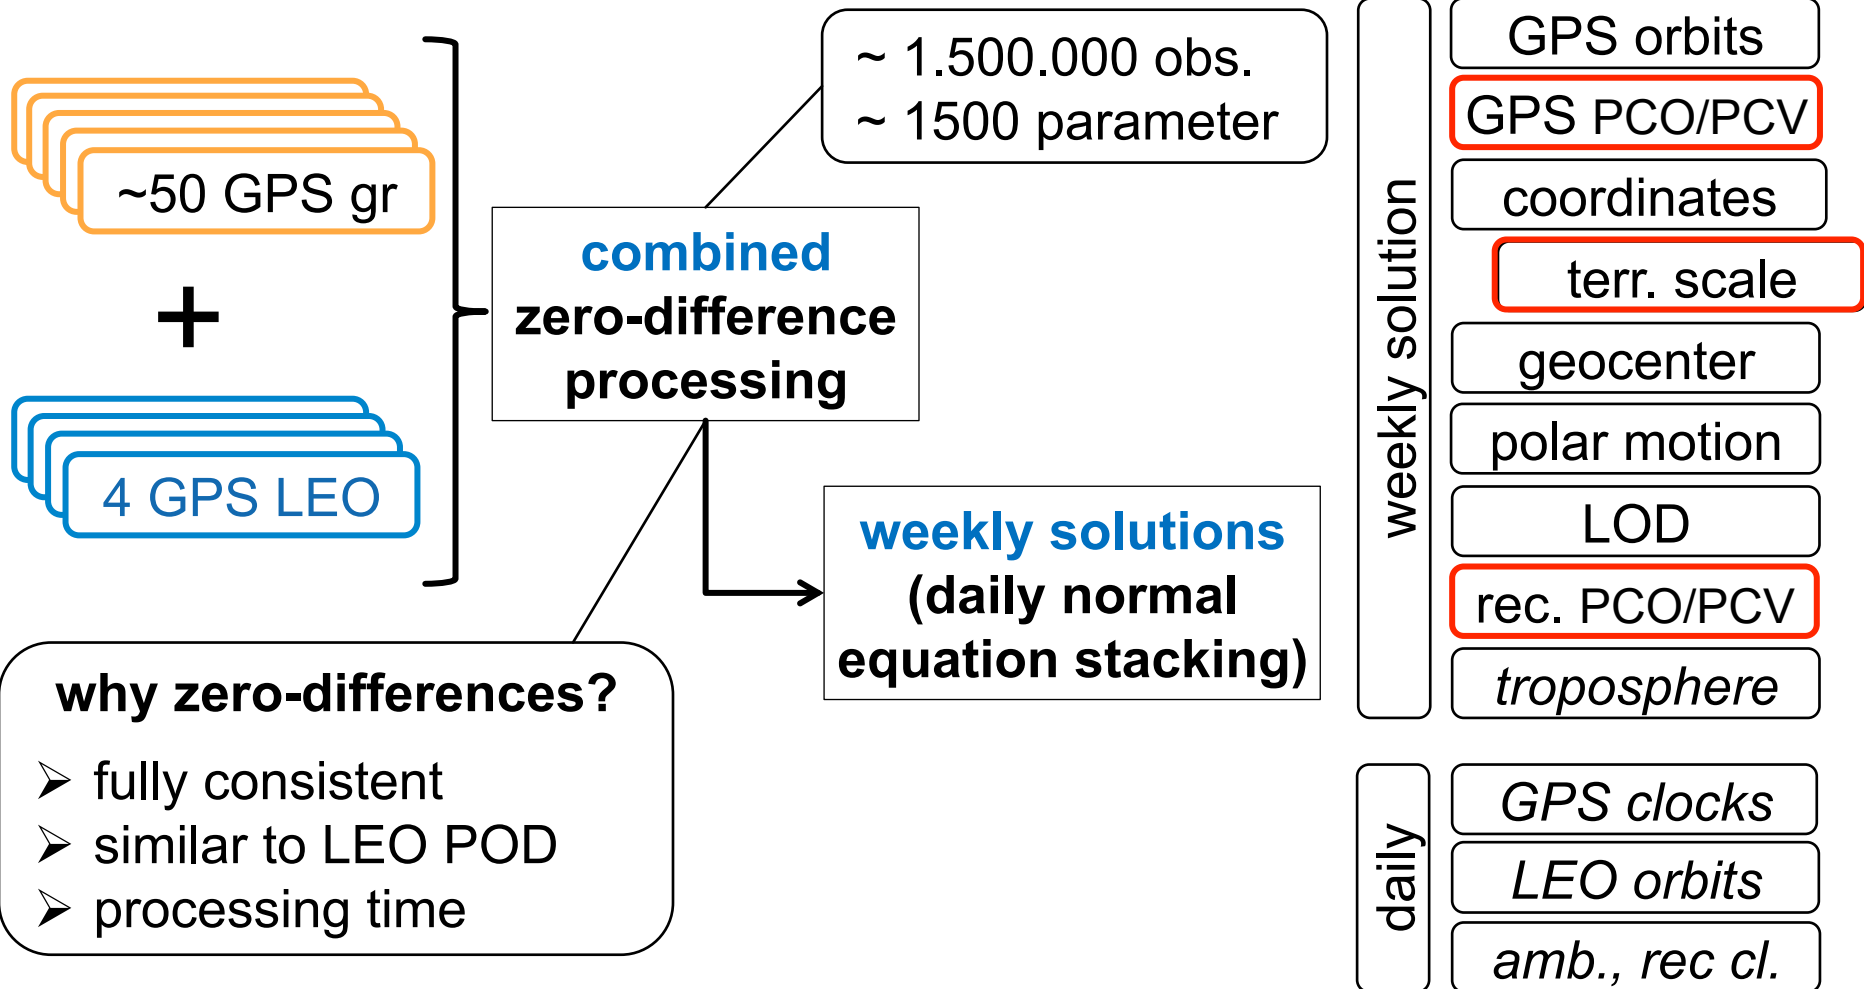 ~50 GPS gr
+
4 GPS LEO
combined
zero-difference
processing
~ 1.500.000 obs.
~ 1500 parameter
why zero-differences?
➢ fully consistent
➢ similar to LEO POD
➢ processing time
weekly solutions
(daily normal
equation stacking)
weekly solution
GPS orbits
GPS PCO/PCV
coordinates
terr. scale
geocenter
polar motion
LOD
rec. PCO/PCV
troposphere
daily
GPS clocks
LEO orbits
amb., rec cl.